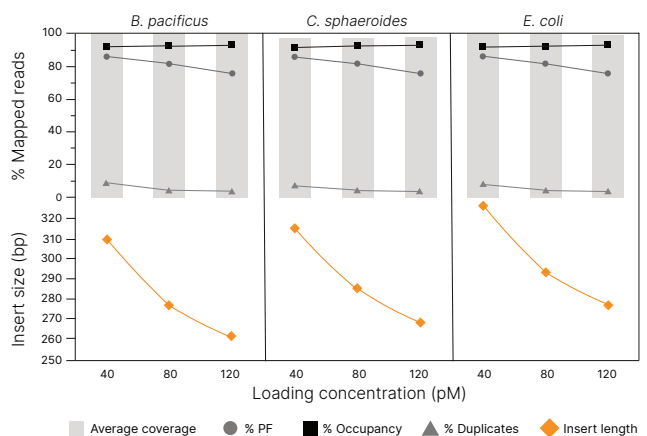 B. pacificus C. sphaeroides E. coli
% Mapped reads
100
80
60
40
20
0
Insert size (bp)
320
310
300
290
280
270
260
250
40 80 120 40 80 120 40 80 120
Loading concentration (pM)
Average coverage % PF % Occupancy % Duplicates Insert length